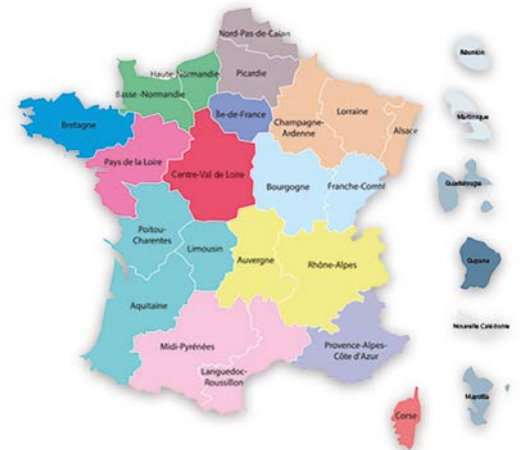 Nord-Pas-de-Calais
Haute-Normandie
Picardie
Basse -Normandie
Île-de-France
Champagne-
Ardenne
Lorraine
Alsace
Bretagne
Pays de la Loire
Centre-Val de Loire
Bourgogne
Franche-Comté
Poitou-
Charentes
Limousin
Auvergne
Rhône-Alpes
Aquitaine
Midi-Pyrénées
Languedoc-
Roussillon
Provence-Alpes-
Côte d'Azur
Corse
Réunion
Martinique
Guadeloupe
Guyane
Nouvelle Calédonie